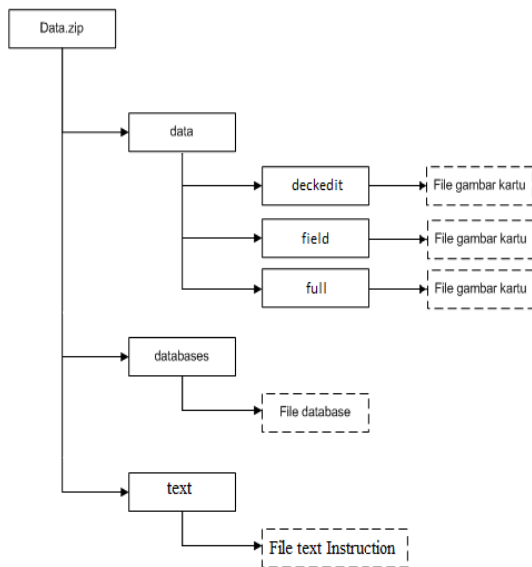 Data.zip
data
deckedit
File gambar kartu
field
File gambar kartu
full
File gambar kartu
databases
File database
text
File text Instruction